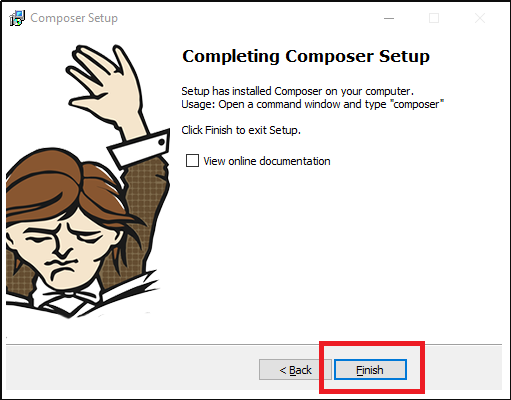 Composer Setup
Completing Composer Setup
Setup has installed Composer on your computer.
Usage: Open a command window and type "composer"
Click Finish to exit Setup.
View online documentation
< Back
Finish